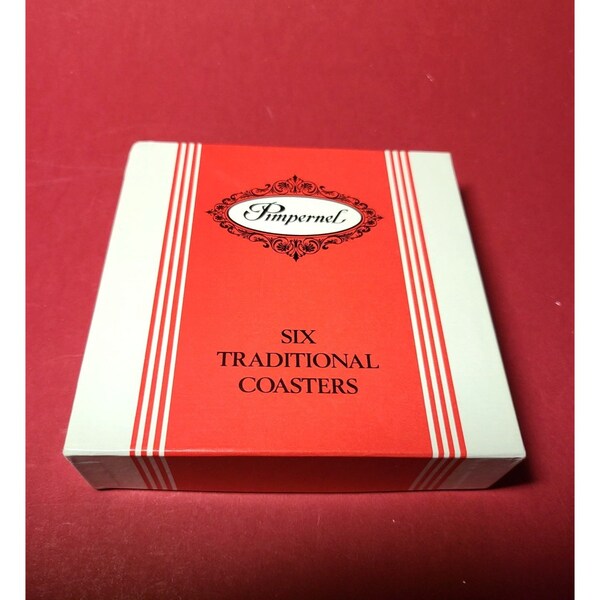 Pimpernel
SIX
TRADITIONAL
COASTERS